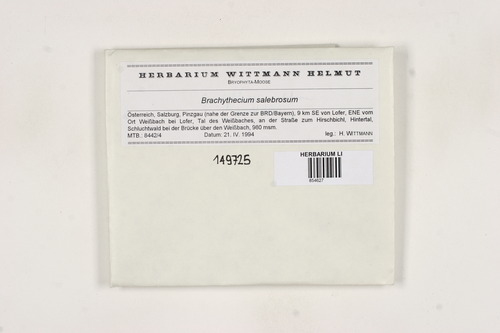 HERBARIUM WITTMANN HELMUT
BRYOPHYTA-MOOSE
Brachythecium salebrosum
Österreich, Salzburg, Pinzgau (nahe der Grenze zur BRD/Bayern), 9 km SE von Lofer, ENE vom
Ort Weißbach bei Lofer, Tal des Weißbaches, an der Straße zum Hirschbichl, Hintertal,
Schluchtwald bei der Brücke über den Weißbach, 980 msm.
MTB.: 8442/4 Datum: 21. IV. 1994 leg.: H. WITTMANN
149725
HERBARIUM LI
854627